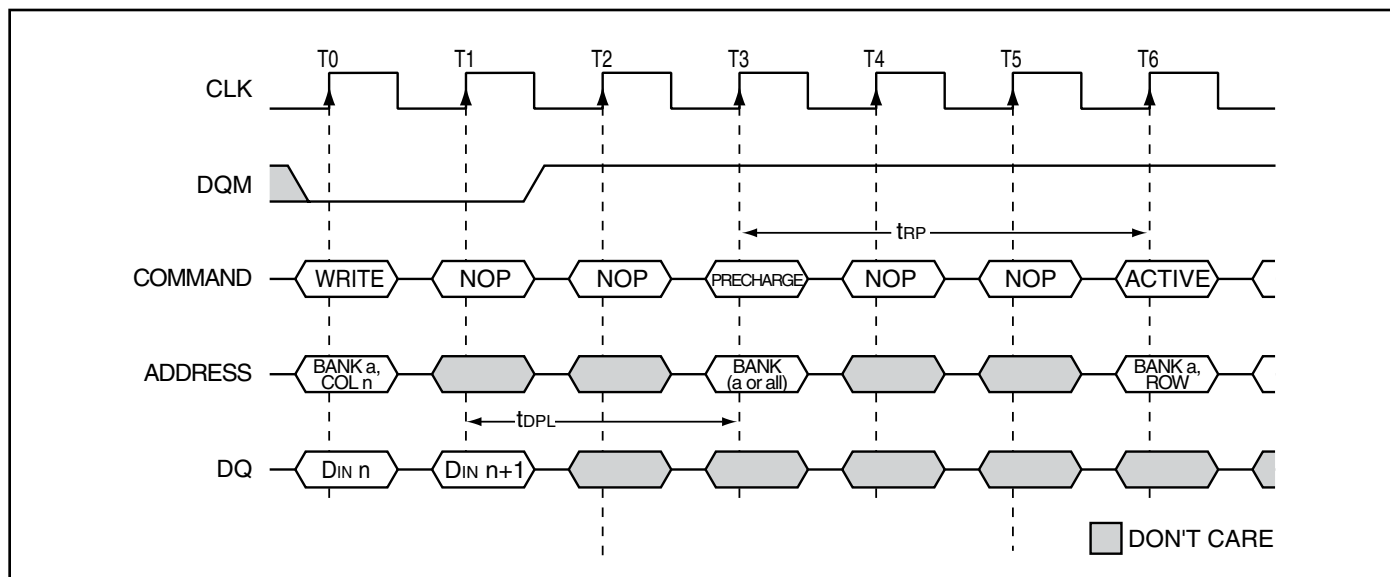 T0 T1 T2 T3 T4 T5 T6
CLK
DQM
tRP
COMMAND WRITE NOP NOP PRECHARGE NOP NOP ACTIVE
ADDRESS BANK a, COL n BANK (a or all) BANK a, ROW
tDPL
DQ DIN n DIN n+1
DON'T CARE